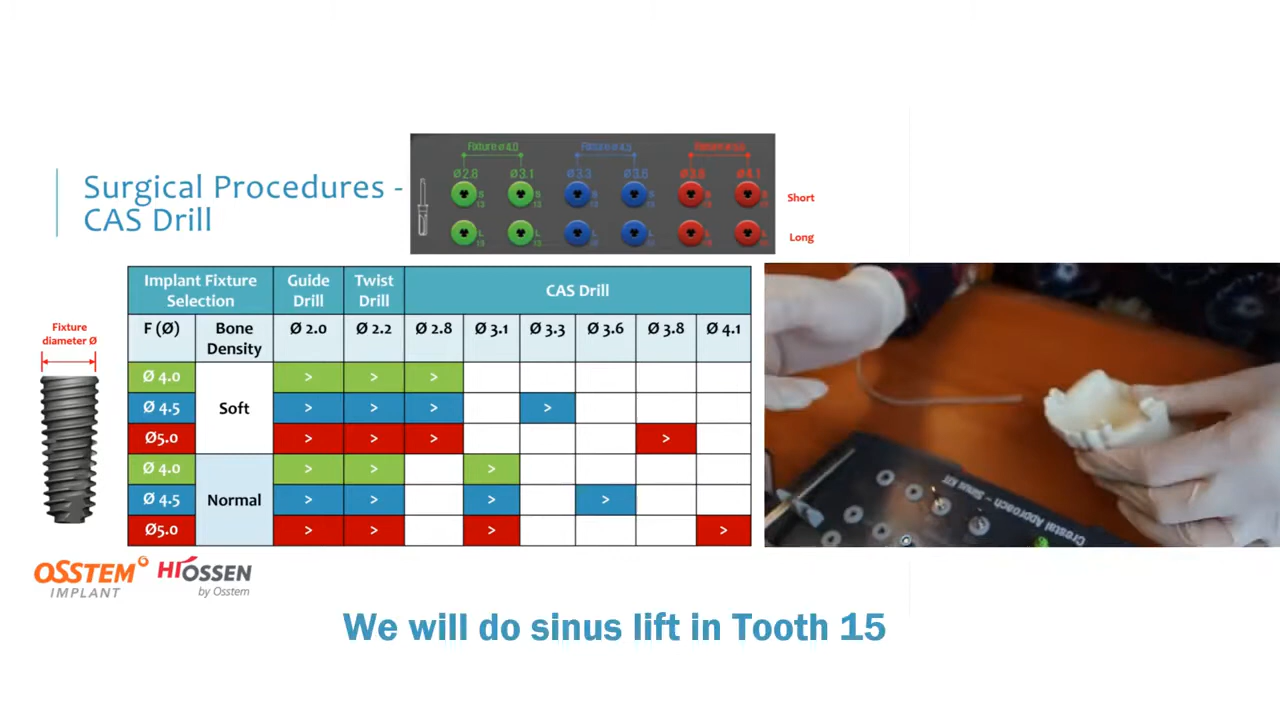 Surgical Procedures -
CAS Drill
Fixture ø 4.0
Fixture ø 4.5
Ø2.8 Ø3.1 Ø3.3 Ø3.6 Ø3.8 Ø4.1
Short
Long
Fixture
diameter Ø
Implant Fixture
Selection
Guide
Drill
Twist
Drill
CAS Drill
F (Ø) Bone
Density
Ø 2.0 Ø 2.2 Ø 2.8 Ø 3.1 Ø 3.3 Ø 3.6 Ø 3.8 Ø 4.1
Ø 4.0 > > >
Ø 4.5 Soft > > > >
Ø5.0 > > > >
Ø 4.0 > > >
Ø 4.5 Normal > > > >
Ø5.0 > > > >
Crestal Approach – Sinus KIT
OSSTEM
IMPLANT
HIOSSEN
by Osstem
We will do sinus lift in Tooth 15